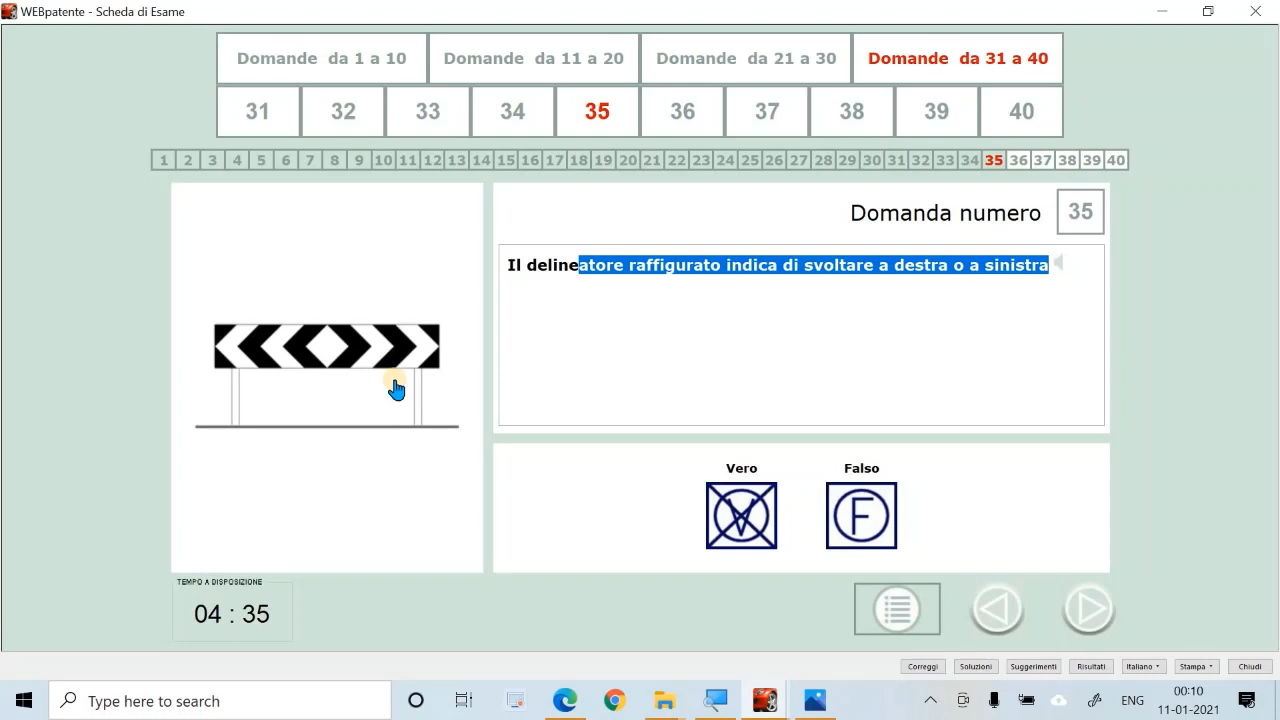 WEBpatente - Scheda di Esame
Domande da 1 a 10 Domande da 11 a 20 Domande da 21 a 30 Domande da 31 a 40
31 32 33 34 35 36 37 38 39 40
1 2 3 4 5 6 7 8 9 10 11 12 13 14 15 16 17 18 19 20 21 22 23 24 25 26 27 28 29 30 31 32 33 34 35 36 37 38 39 40
Domanda numero 35
Il delineatore raffigurato indica di svoltare a destra o a sinistra
Vero Falso
V F
TEMPO A DISPOSIZIONE
04 : 35
Correggi Soluzioni Suggerimenti Risultati Italiano Stampa Chiudi
Type here to search
ENG
00:10
11-01-2021